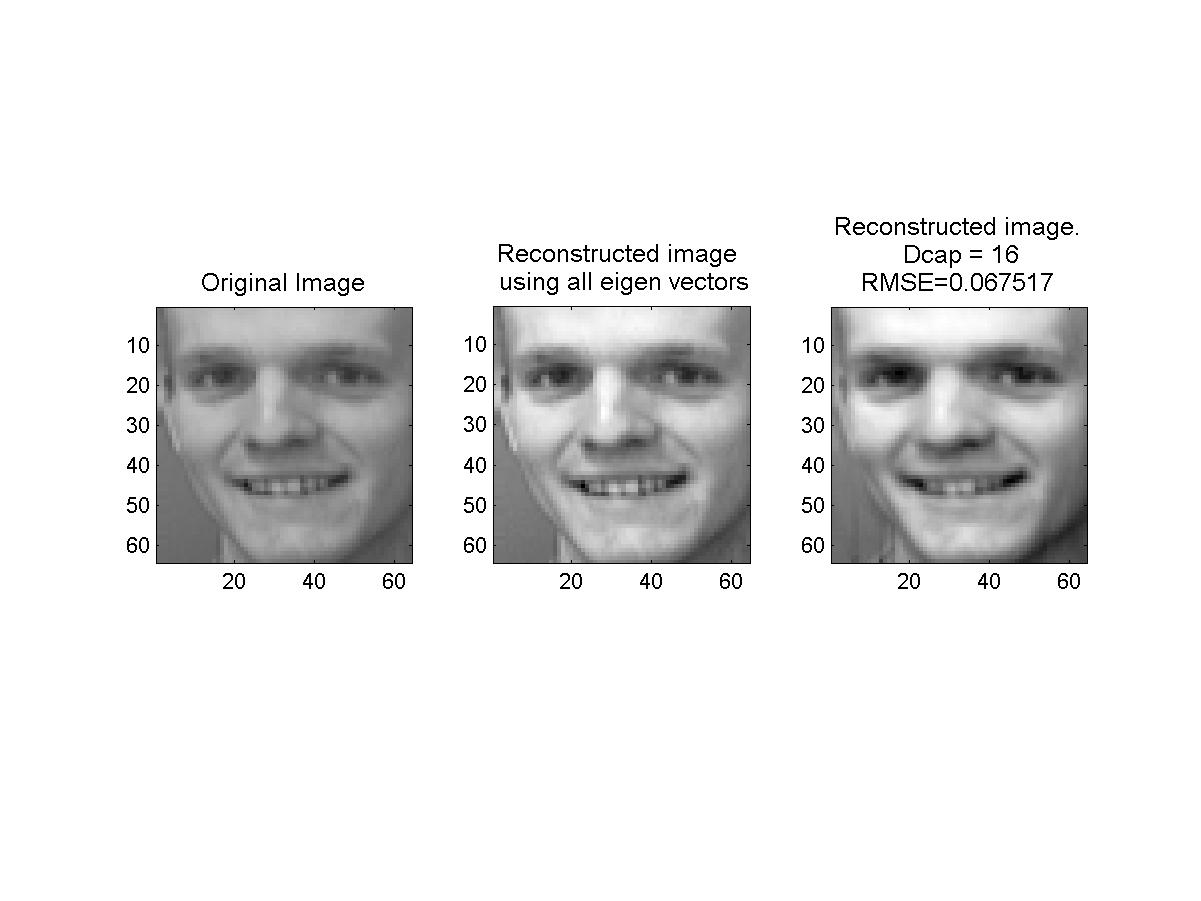 Original Image
Reconstructed image
using all eigen vectors
Reconstructed image.
Dcap = 16
RMSE=0.067517
10
20
30
40
50
60
20 40 60
10
20
30
40
50
60
20 40 60
10
20
30
40
50
60
20 40 60